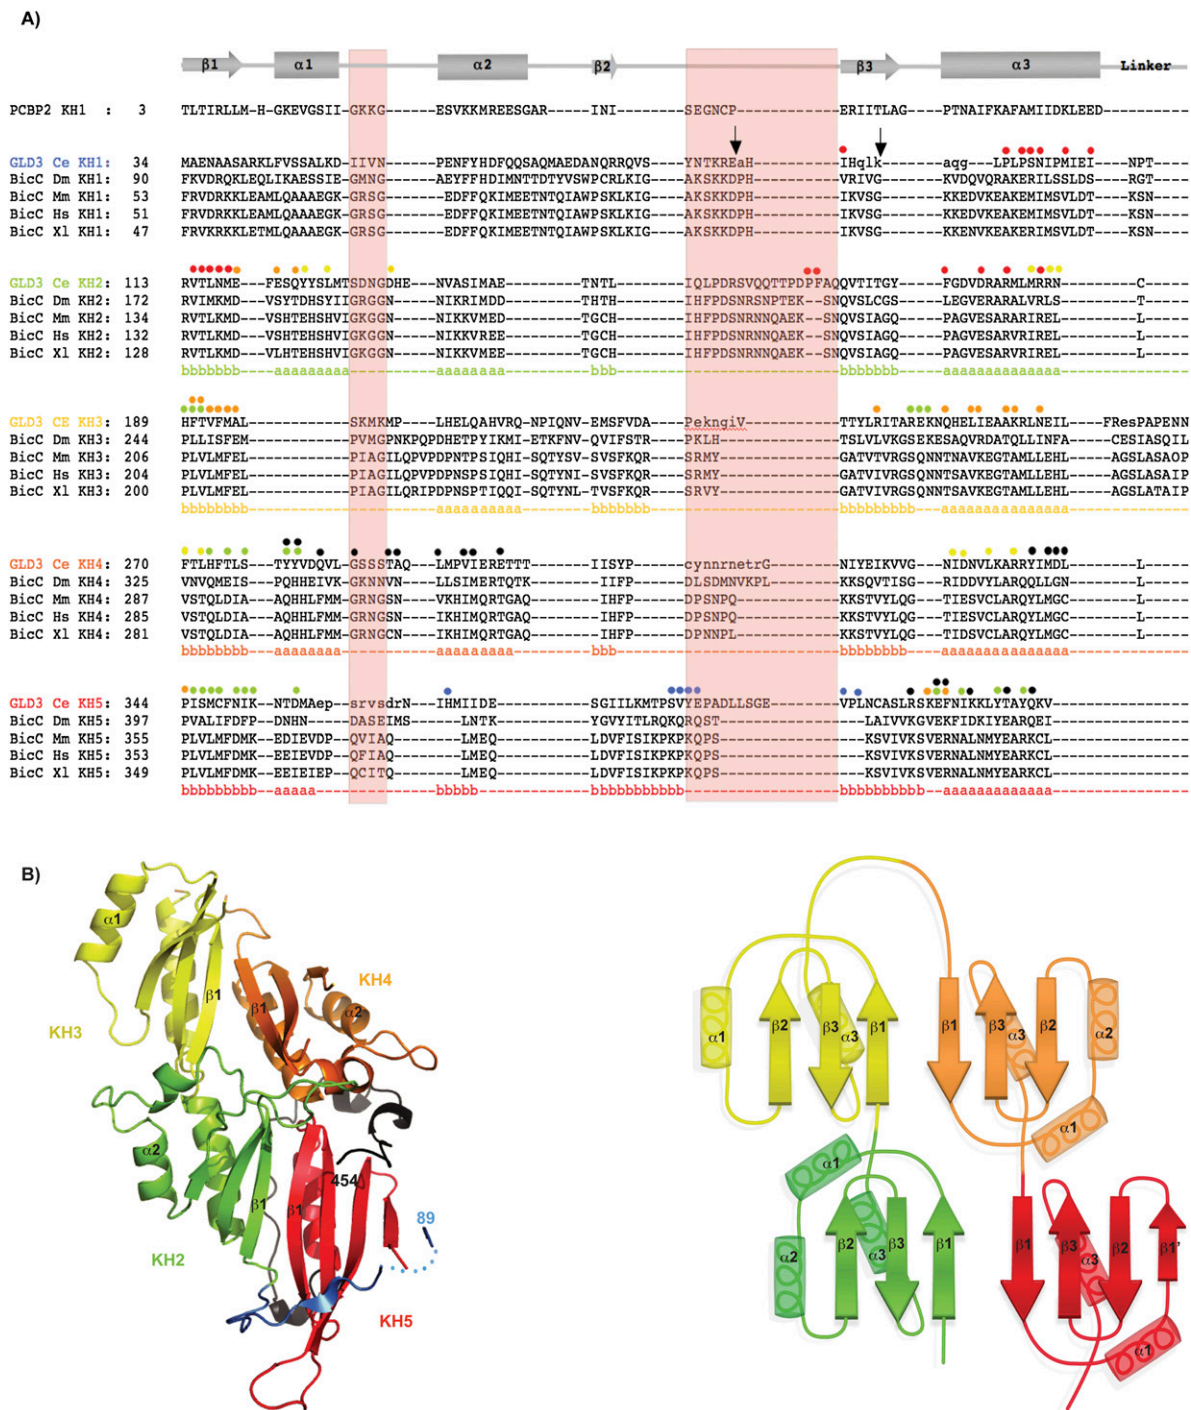 A)
β1 α1 α2 β2 β3 α3 Linker
PCBP2 KH1 : 3 TLTIRLLM-H-GKEVGSII-GKKG------ESVKKMREESGAR-----INI-------SEGNCP------------ERIITLAG----PTNAIFKAFAMIIDKLEED----------
GLD3 Ce KH1: 34 MAENAASARKLFVSSALKD-IIVN------PENFYHDFQQSAQMAEDANQRRQVS---YNTKREaH----------IHqlk-------aqg--LPLPSNIPMIEI----NPT----
BicC Dm KH1: 90 FKVDRQKLEQLIKAESSIE-GMNG------AEYFFHDIMNTTDTYVSWPCRLKIG---AKSKKDPH----------VRIVG-------KVDQVQRAKERILSSLDS----RGT----
BicC Mm KH1: 53 FRVDRKKLEAMLQAAAEGK-GRSG------EDFFQKIMEETNTQIAWPSKLKIG----AKSKKDPH----------IKVSG-------KKEDVKEAKEMIMSVLDT----KSN----
BicC Hs KH1: 51 FRVDRKKLEAMLQAAAEGK-GRSG------EDFFQKIMEETNTQIAWPSKLKIG----AKSKKDPH----------IKVSG-------KKEDVKEAKEMIMSVLDT----KSN----
BicC Xl KH1: 47 FRVKRKKLETMLQAAAEGK-GRSG------EDFFQKIMEETNTQIAWPSKLKIG----AKSKKDPH----------IKVSG-------KKENVKEAKEMIMSVLDT----KSN----
GLD3 Ce KH2: 113 RVTLNME---FESQYYSLMTSDNGDHE---NVASIMAE--------TNTL-------IQLPDRSVQQTTPDPFAQQVTITGY----FGDVDRARMLMRRN-------C----
BicC Dm KH2: 172 RVIMKMD---VSYTDHSYIIGRGGN-----NIKRIMDD--------THTH-------IHFPDSNRSNPTEK---SNQVSLCGS----LEGVERARALVRLS-------T----
BicC Mm KH2: 134 RVTLKMD---VSHTEHSHVIGKGGN-----NIKKVMED--------TGCH-------IHFPDSNRNNQAEK---SNQVSIAGQ----PAGVESARARIREL-------L----
BicC Hs KH2: 132 RVTLKMD---VSHTEHSHVIGKGGN-----NIKKVMEE--------TGCH-------IHFPDSNRNNQAEK---SNQVSIAGQ----PAGVESARVRIREL-------L----
BicC Xl KH2: 128 RVTLKMD---VLHTEHSHVIGKGGN-----NIKKVMEE--------TGCH-------IHFPDSNRNNQAEK---SNQVSIAGQ----PAGVESARVRIREL-------L----
bbbbbbb---aaaaaaaa------------aaaaaaa---------bbb----------------------------bbbbbb-----aaaaaaaaaaaa------------
GLD3 CE KH3: 189 HFTVFMAL----------SKMKMP---LHELQAHVRQ-NPIQNV-EMSFVDA----PekngiV---------TTYLRITAREKNQHELIEAAKRLNEIL---FResPAPENN
BicC Dm KH3: 244 PLLISFEM----------PVMGPNKPQPDHETPYIKMI-ETKFNV-QVIFSTR----PKLH------------TSVLVKGSEKESAQVRDATQLLINFA----CESIASQIL
BicC Mm KH3: 206 PLVLMFEL----------PIAGILQPVPDPNTPSIQHI-SQTYSV-SVSFKQR----SRMY------------GATVTVRGSQNNTSAVKEGTAMLLEHL----AGSLASAOP
BicC Hs KH3: 204 PLVLMFEL----------PIAGILQPVPDPNSPSIQHI-SQTYNI-SVSFKQR----SRMY------------GATVIVRGSQNNTSAVKEGTAMLLEHL----AGSLASAIP
BicC Xl KH3: 200 PLVLMFEL----------PIAGILQRIPDPNSPTIQQI-SQTYNL-TVSFKQR----SRVY------------GATVIVRGSQNNTSAVKEGTAMLLEHL----AGSLATAIP
bbbbbbb----------------------aaaaaaaaaa-------bbbbbbb-----------------bbbbbbbbb--aaaaaaaaaaaaa------------
GLD3 Ce KH4: 270 FTLHFTLS---TYYVDQVL-GSSSTAQ----LMPVIERETTT-------IISYP------cynnrnetrG-------NIYEIKVVG---NIDNVLKARRYIMDL-------L----
BicC Dm KH4: 325 VNVQMEIS---PQHHEIVK-GKNNVN-----LLSIMERTQTK-------IIFP-------DLSDMNVKPL-------KKSQVTISG---RIDDVYLARQQLLGN-------L----
BicC Mm KH4: 287 VSTQLDIA---AQHHLFMM-GRNGSN-----VKHIMQRTGAQ-------IHFP-------DPSNPQ-----------KKSTVYLQG---TIESVCLARQYLMGC-------L----
BicC Hs KH4: 285 VSTQLDIA---AQHHLFMM-GRNGSN-----IKHIMQRTGAQ-------IHFP-------DPSNPQ-----------KKSTVYLQG---TIESVCLARQYLMGC-------L----
BicC Xl KH4: 281 VSTQLDIA---AQHHLFMM-GRNGCN-----IKHIMQRTGAQ-------IHFP-------DPNNPL-----------KKSTVYLQG---TIDSVCLARQYLMGC-------L----
bbbbbbbb---aaaaaaa-------------aaaaaaaa----------bbb---------------------------bbbbbbb----aaaaaaaaaaaa------------
GLD3 Ce KH5: 344 PISMCFNIK---NTDMAep--srvsdrN---IHMIIDE-----------SGIILKMTPSVYEPADLLSGE--------VPLNCASLRSKEFNIKKLYTAYQKV------------
BicC Dm KH5: 397 PVALIFDFP---DNHN-----DASEIMS-----LNTK------------YGVYITLRQKQRQST--------------LAIVVKGVEKFIDKIYEARQEI------------
BicC Mm KH5: 355 PLVLMFDMK---EDIEVDP--QVIAQ-------LMEQ------------LDVFISIKPKPKQPS--------------KSVIVKSVERNALNMYEARKCL------------
BicC Hs KH5: 353 PLVLMFDMK---EDIEVDP--QFIAQ-------LMEQ------------LDVFISIKPKPKQPS--------------KSVIVKSVERNALNMYEARKCL------------
BicC Xl KH5: 349 PLVLMFDMK---EEIEIEP--QCITQ-------LMEQ------------LDVFISIKPKPKQPS--------------KSVIVKSVERNALNMYEARKCL------------
bbbbbbbbb---aaaaa---------------bbbbb-------------bbbbbbbbbbb------------------bbbbbbbbbb--aaaaaaaaaaaaa------------
B)
α1
KH3
β1
β1
KH4
α2
α2
β1
KH2
β1
454
89
KH5
α1 β2 β3 α3 β1
β1 β3 α3 β2 α2
α1
α1
α2 β2 α3 β3 β1
β1 β3 α3 β2 β1'
α1